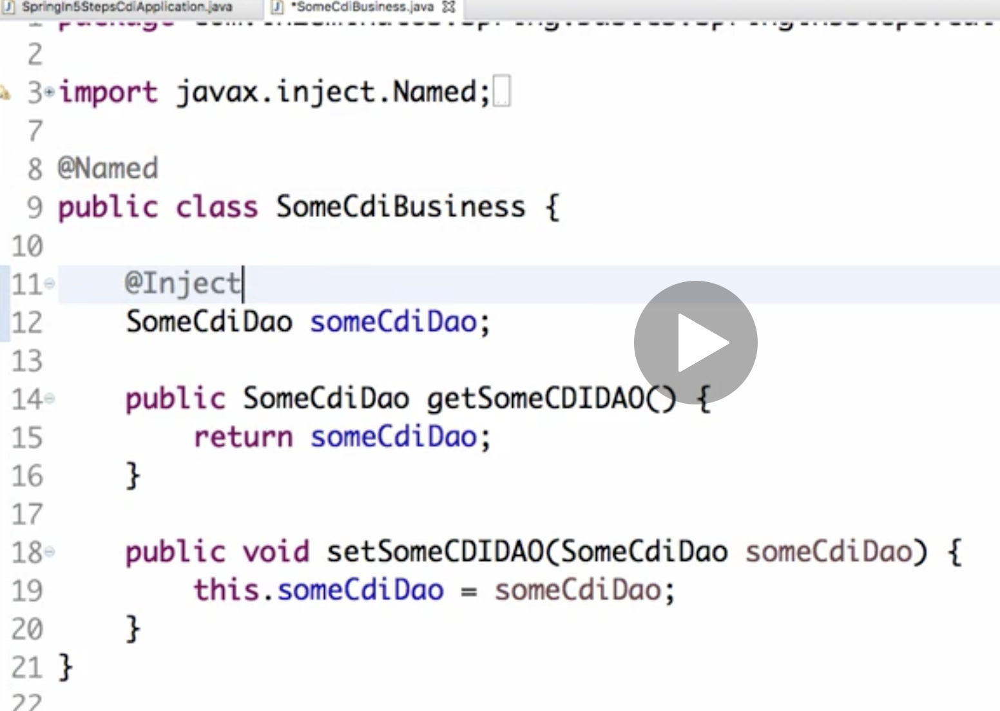 SpringIn5StepsCdiApplication.java *SomeCdiBusiness.java
1 package
2
3 import javax.inject.Named;
7
8 @Named
9 public class SomeCdiBusiness {
10
11 @Inject
12 SomeCdiDao someCdiDao;
13
14 public SomeCdiDao getSomeCDIDAO() {
15 return someCdiDao;
16 }
17
18 public void setSomeCDIDAO(SomeCdiDao someCdiDao) {
19 this.someCdiDao = someCdiDao;
20 }
21 }
22